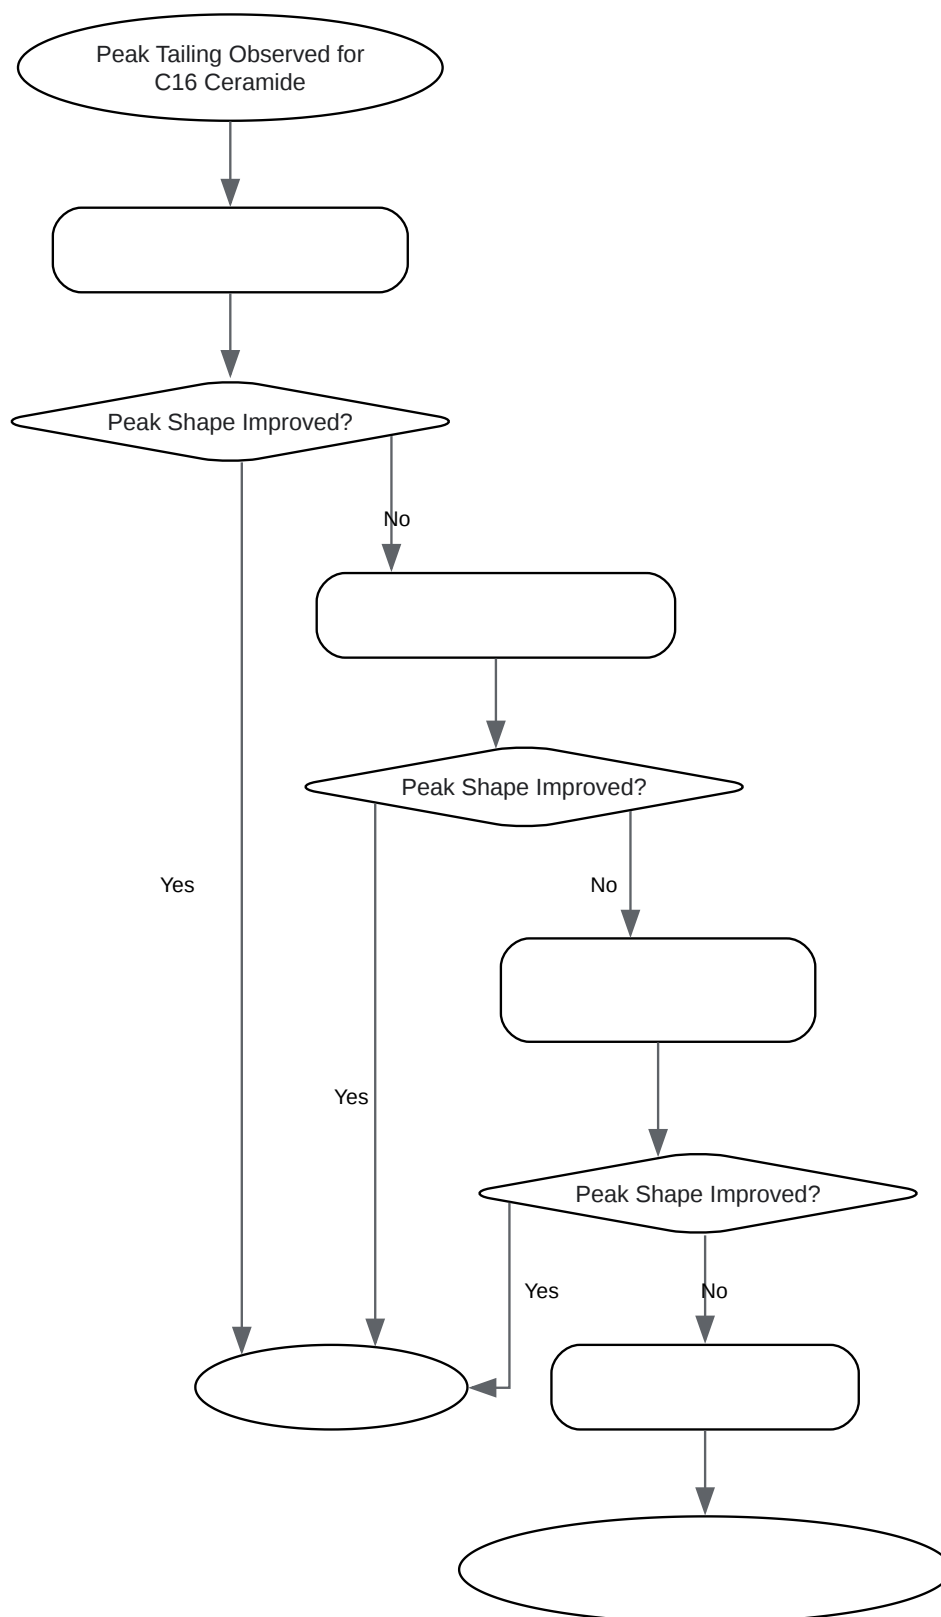 Peak Tailing Observed for
C16 Ceramide
Peak Shape Improved?
No
Peak Shape Improved?
Yes
No
Yes
Peak Shape Improved?
Yes
No